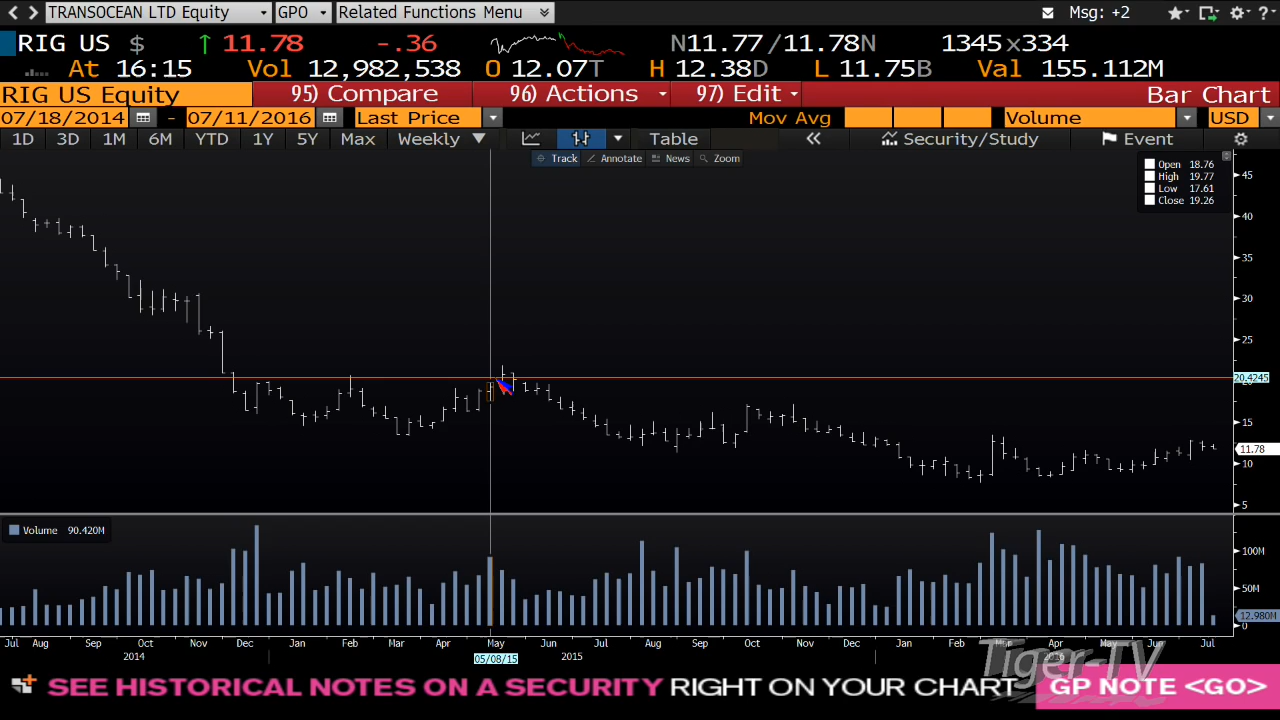 TRANSOCEAN LTD Equity GPO Related Functions Menu Msg: +2 ?
RIG US $ ↑ 11.78 -.36 N11.77 / 11.78N 1345 x 334
At 16:15 Vol 12,982,538 O 12.07T H 12.38D L 11.75B Val 155.112M
RIG US Equity 95) Compare 96) Actions 97) Edit Bar Chart
07/18/2014 - 07/11/2016 Last Price Mov Avg Volume USD
1D 3D 1M 6M YTD 1Y 5Y Max Weekly ▼ Table « Security/Study Event
Track Annotate News Zoom
Open 18.76
High 19.77
Low 17.61
Close 19.26
45
40
35
30
25
20.4245
20
15
11.78
10
5
Volume 90.420M
100M
50M
12.980M
0
Jul Aug Sep Oct Nov Dec Jan Feb Mar Apr May Jun Jul Aug Sep Oct Nov Dec Jan Feb Mar Apr May Jun Jul
2014 05/08/15 2015 2016
Tiger-TV
SEE HISTORICAL NOTES ON A SECURITY RIGHT ON YOUR CHART GP NOTE <GO>